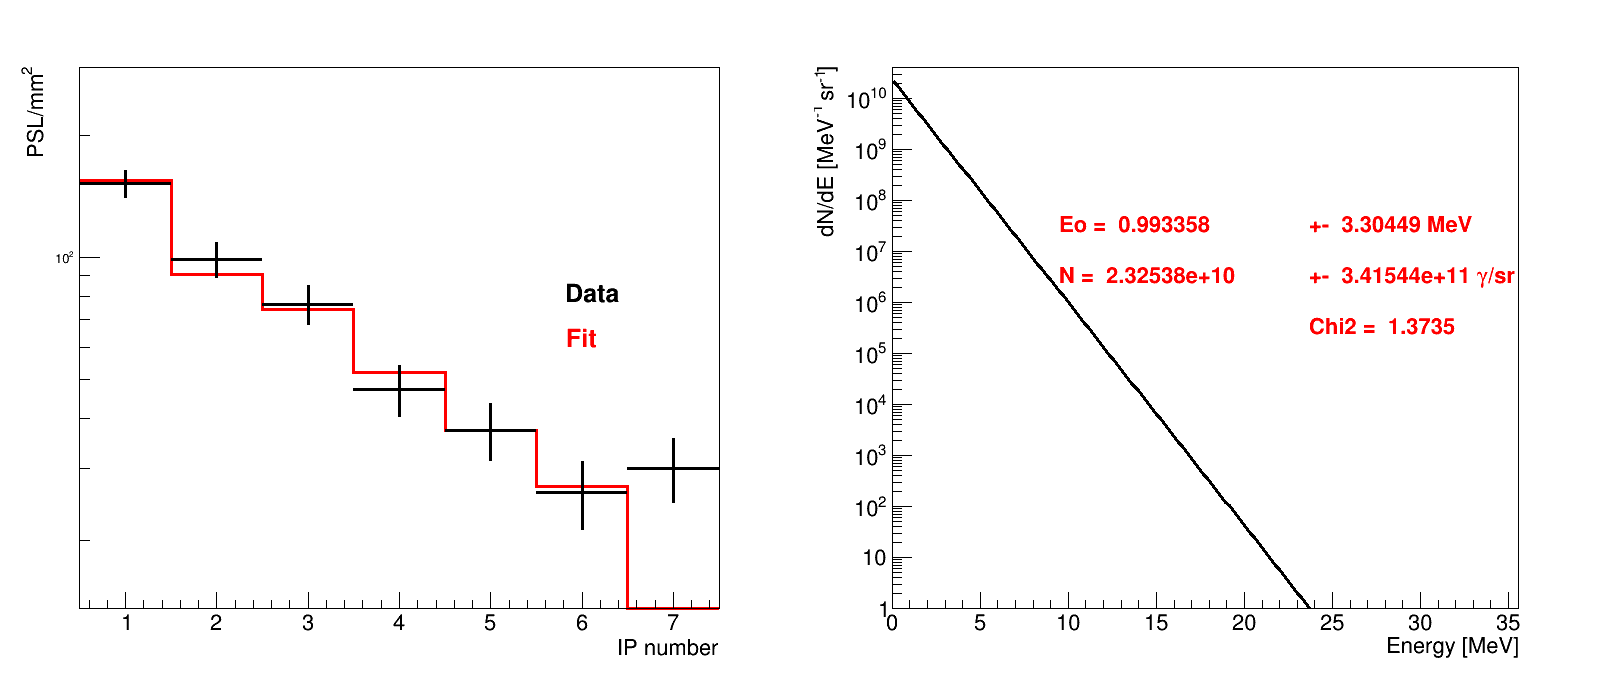 PSL/mm²
10²
Data
Fit
1 2 3 4 5 6 7
IP number
dN/dE [MeV⁻¹ sr⁻¹]
10¹⁰
10⁹
10⁸
10⁷
10⁶
10⁵
10⁴
10³
10²
10
1
Eo = 0.993358 +- 3.30449 MeV
N = 2.32538e+10 +- 3.41544e+11 γ/sr
Chi2 = 1.3735
0 5 10 15 20 25 30 35
Energy [MeV]